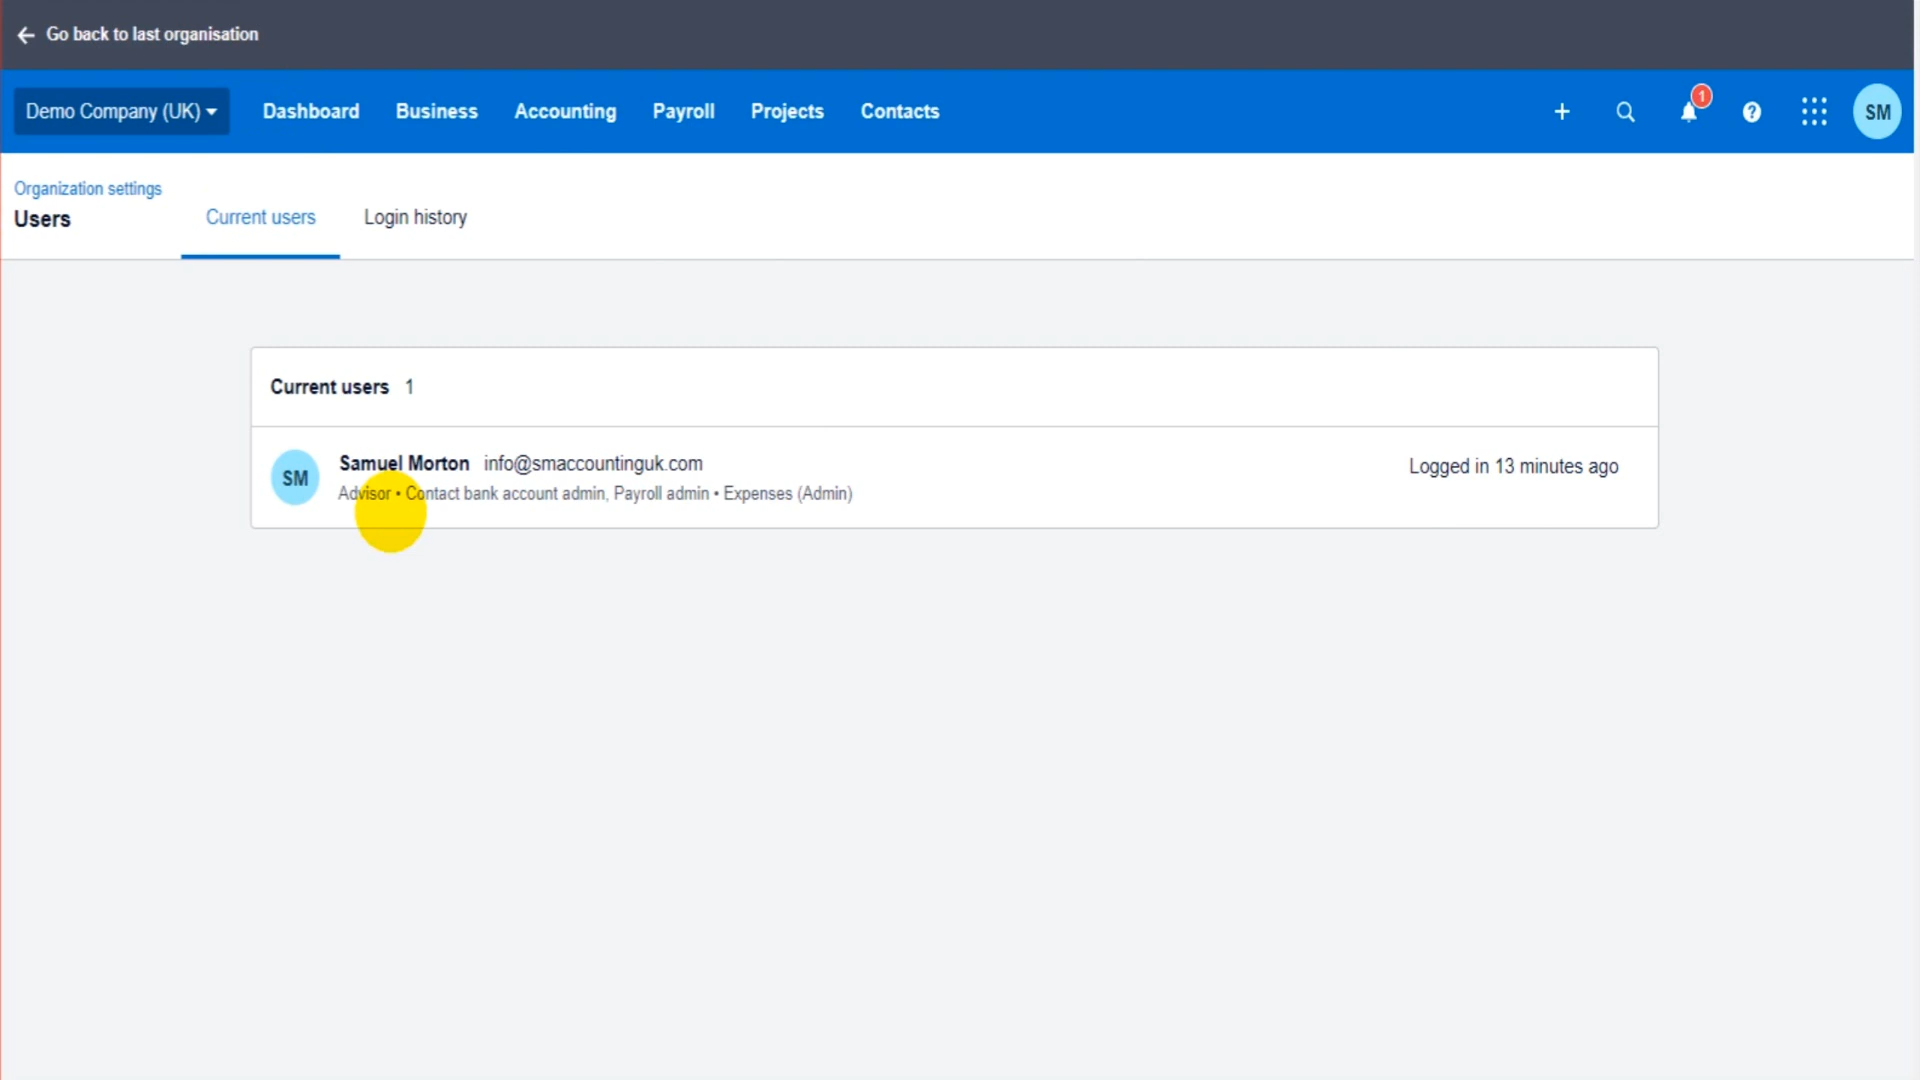 Go back to last organisation
Demo Company (UK) Dashboard Business Accounting Payroll Projects Contacts 1 SM
Organization settings
Users Current users Login history
Current users 1
SM Samuel Morton info@smaccountinguk.com Logged in 13 minutes ago
Advisor • Contact bank account admin, Payroll admin • Expenses (Admin)